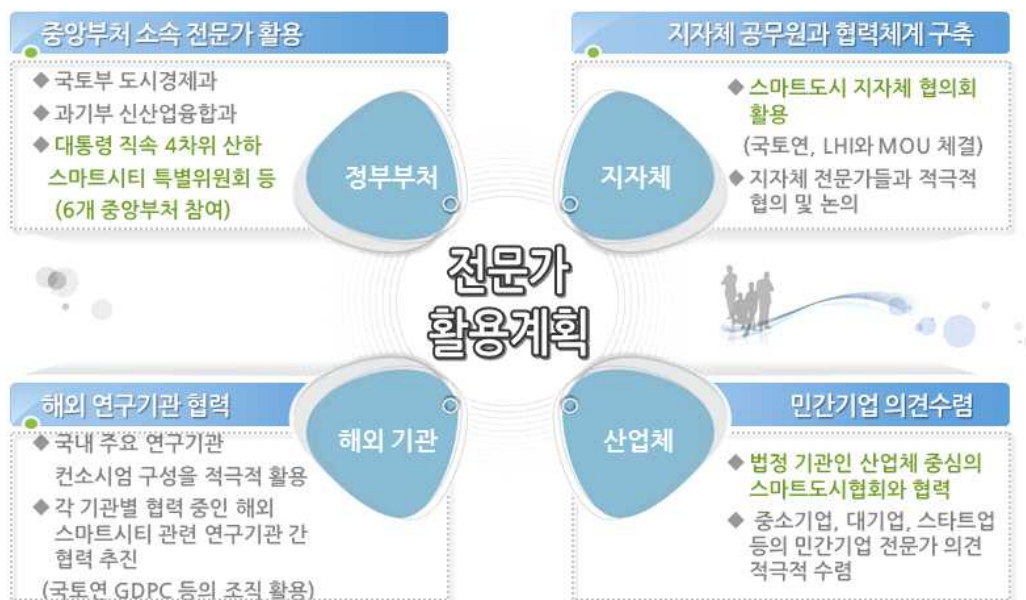 중앙부처 소속 전문가 활용
◆ 국토부 도시경제과
◆ 과기부 신산업융합과
◆ 대통령 직속 4차위 산하
스마트시티 특별위원회 등
(6개 중앙부처 참여)
정부부처
지자체 공무원과 협력체계 구축
◆ 스마트도시 지자체 협의회
활용
(국토연, LHI와 MOU 체결)
◆ 지자체 전문가들과 적극적
협의 및 논의
지자체
전문가
활용계획
해외 연구기관 협력
◆ 국내 주요 연구기관
컨소시엄 구성을 적극적 활용
◆ 각 기관별 협력 중인 해외
스마트시티 관련 연구기관 간
협력 추진
(국토연 GDPC 등의 조직 활용)
해외 기관
민간기업 의견수렴
◆ 법정 기관인 산업체 중심의
스마트도시협회와 협력
◆ 중소기업, 대기업, 스타트업
등의 민간기업 전문가 의견
적극적 수렴
산업체